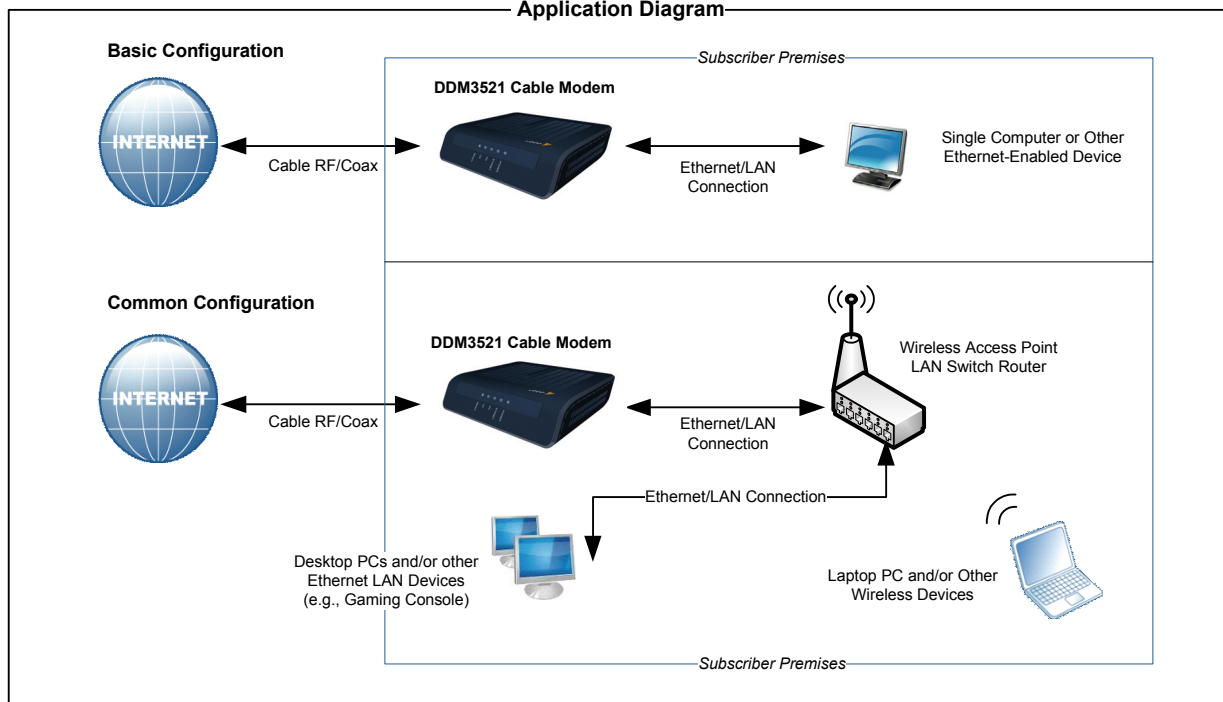 Application Diagram
Basic Configuration
Subscriber Premises
DDM3521 Cable Modem
INTERNET
Cable RF/Coax
Ethernet/LAN
Connection
Single Computer or Other
Ethernet-Enabled Device
Common Configuration
DDM3521 Cable Modem
INTERNET
Cable RF/Coax
Ethernet/LAN
Connection
Wireless Access Point
LAN Switch Router
Ethernet/LAN Connection
Desktop PCs and/or other
Ethernet LAN Devices
(e.g., Gaming Console)
Laptop PC and/or Other
Wireless Devices
Subscriber Premises